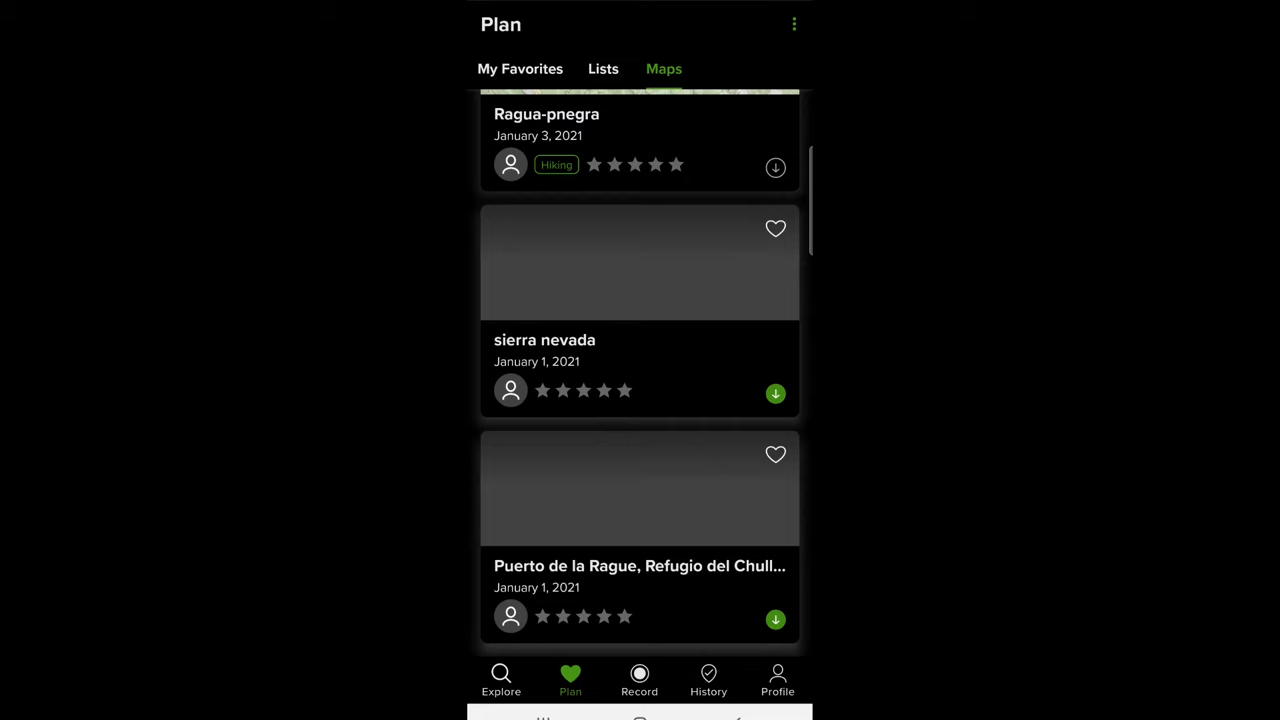 Plan
My Favorites Lists Maps
Ragua-pnegra
January 3, 2021
Hiking
sierra nevada
January 1, 2021
Puerto de la Rague, Refugio del Chull...
January 1, 2021
Explore Plan Record History Profile